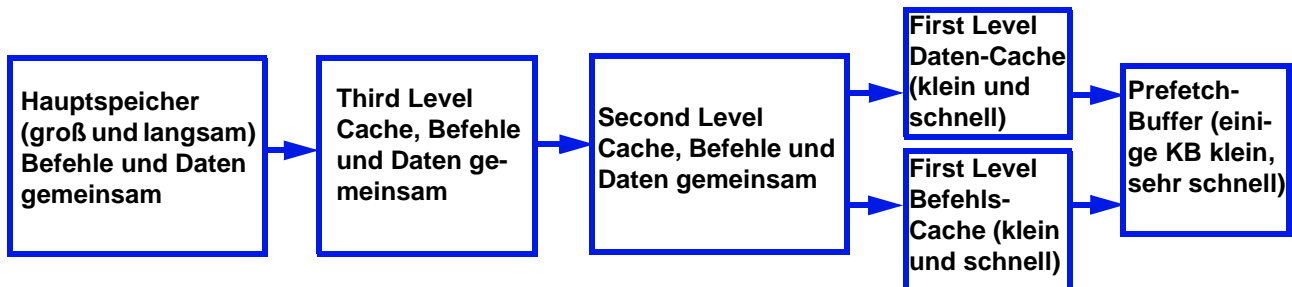 Hauptspeicher
(groß und langsam)
Befehle und Daten
gemeinsam
Third Level
Cache, Befehle
und Daten ge-
meinsam
Second Level
Cache, Befehle und
Daten gemeinsam
First Level
Daten-Cache
(klein und
schnell)
First Level
Befehls-
Cache (klein
und schnell)
Prefetch-
Buffer (eini-
ge KB klein,
sehr schnell)